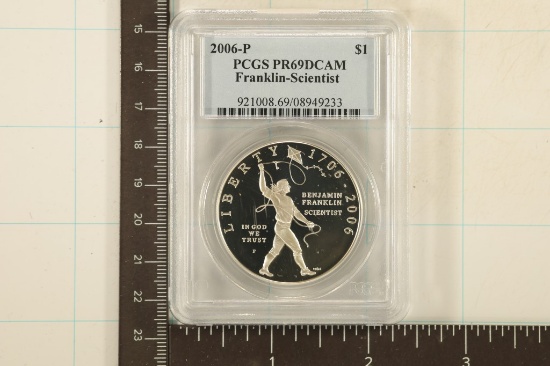 2006-P $1
PCGS PR69DCAM
Franklin-Scientist
921008.69/08949233
LIBERTY 1706 2006
BENJAMIN
FRANKLIN
SCIENTIST
IN GOD
WE
TRUST
P
15
16
17
18
19
20
21
22
23
1
2
3